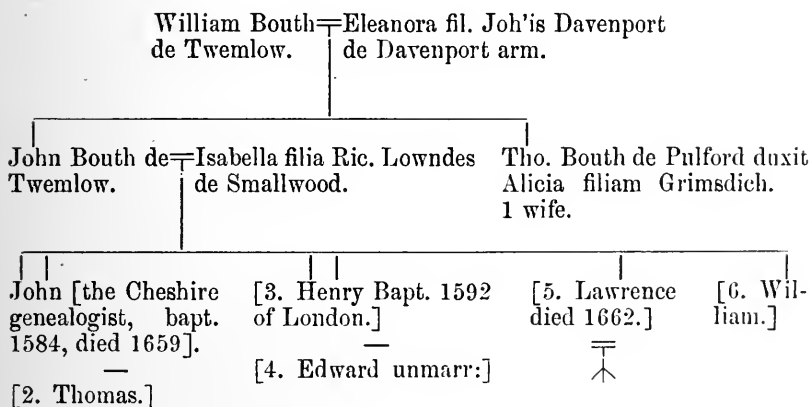 William Bouth
de Twemlow.
Eleanora fil. Joh'is Davenport
de Davenport arm.
John Bouth de
Twemlow.
Isabella filia Ric. Lowndes
de Smallwood.
Tho. Bouth de Pulford duxit
Alicia filiam Grimsdich.
1 wife.
John [the Cheshire
genealogist, bapt.
1584, died 1659].
—
[2. Thomas.]
[3. Henry Bapt. 1592
of London.]
—
[4. Edward unmarr:]
[5. Lawrence
died 1662.]
[6. Wil-
liam.]